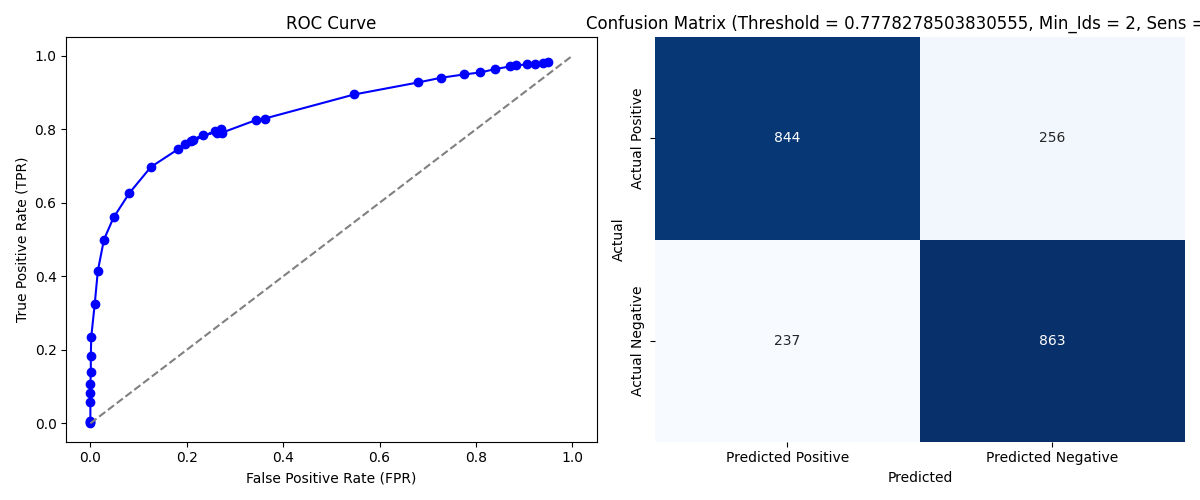 ROC Curve
True Positive Rate (TPR)
1.0
0.8
0.6
0.4
0.2
0.0
0.0 0.2 0.4 0.6 0.8 1.0
False Positive Rate (FPR)
Confusion Matrix (Threshold = 0.7778278503830555, Min_Ids = 2, Sens =
Actual
Actual Positive
844 256
Actual Negative
237 863
Predicted Positive Predicted Negative
Predicted